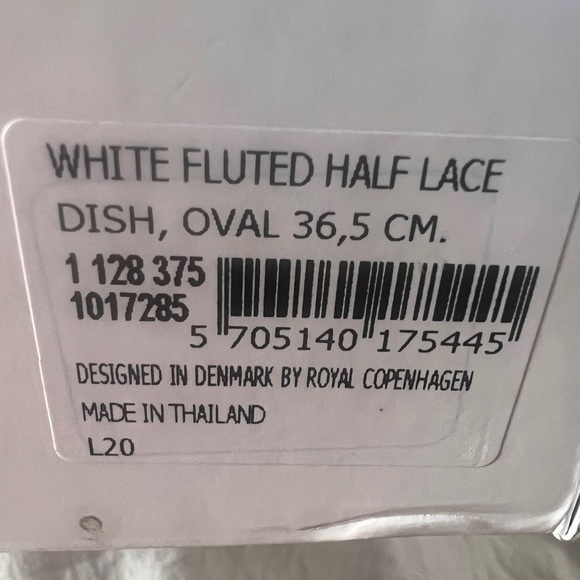 WHITE FLUTED HALF LACE
DISH, OVAL 36,5 CM.
1 128 375
1017285
5 705140 175445
DESIGNED IN DENMARK BY ROYAL COPENHAGEN
MADE IN THAILAND
L20